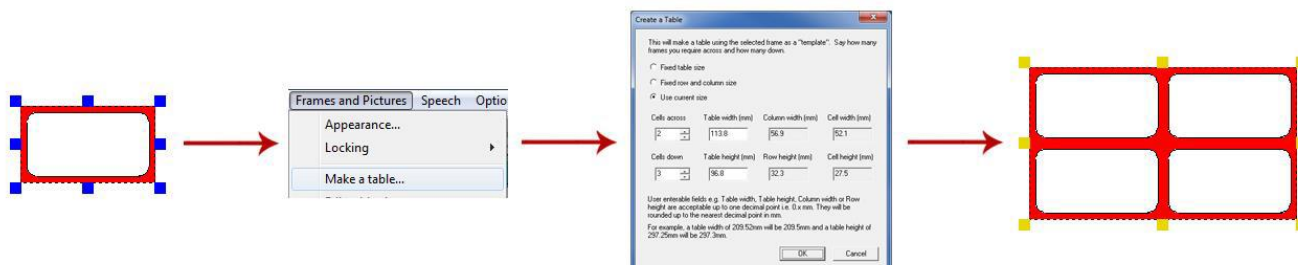 Frames and Pictures Speech Optio
Appearance...
Locking
Make a table...
Create a Table
This will make a table using the selected frame as a "template". Say how many
frames you require across and how many down.
Fixed table size
Fixed row and column size
Use current size
Cells across Table width (mm) Column width (mm) Cell width (mm)
2 113.8 56.9 52.1
Cells down Table height (mm) Row height (mm) Cell height (mm)
3 96.8 32.3 27.5
User enterable fields e.g. Table width, Table height, Column width or Row
height are acceptable up to one decimal point i.e. 0.x mm. They will be
rounded up to the nearest decimal point in mm.
For example, a table width of 209.52mm will be 209.5mm and a table height of
297.25mm will be 297.3mm.
OK Cancel